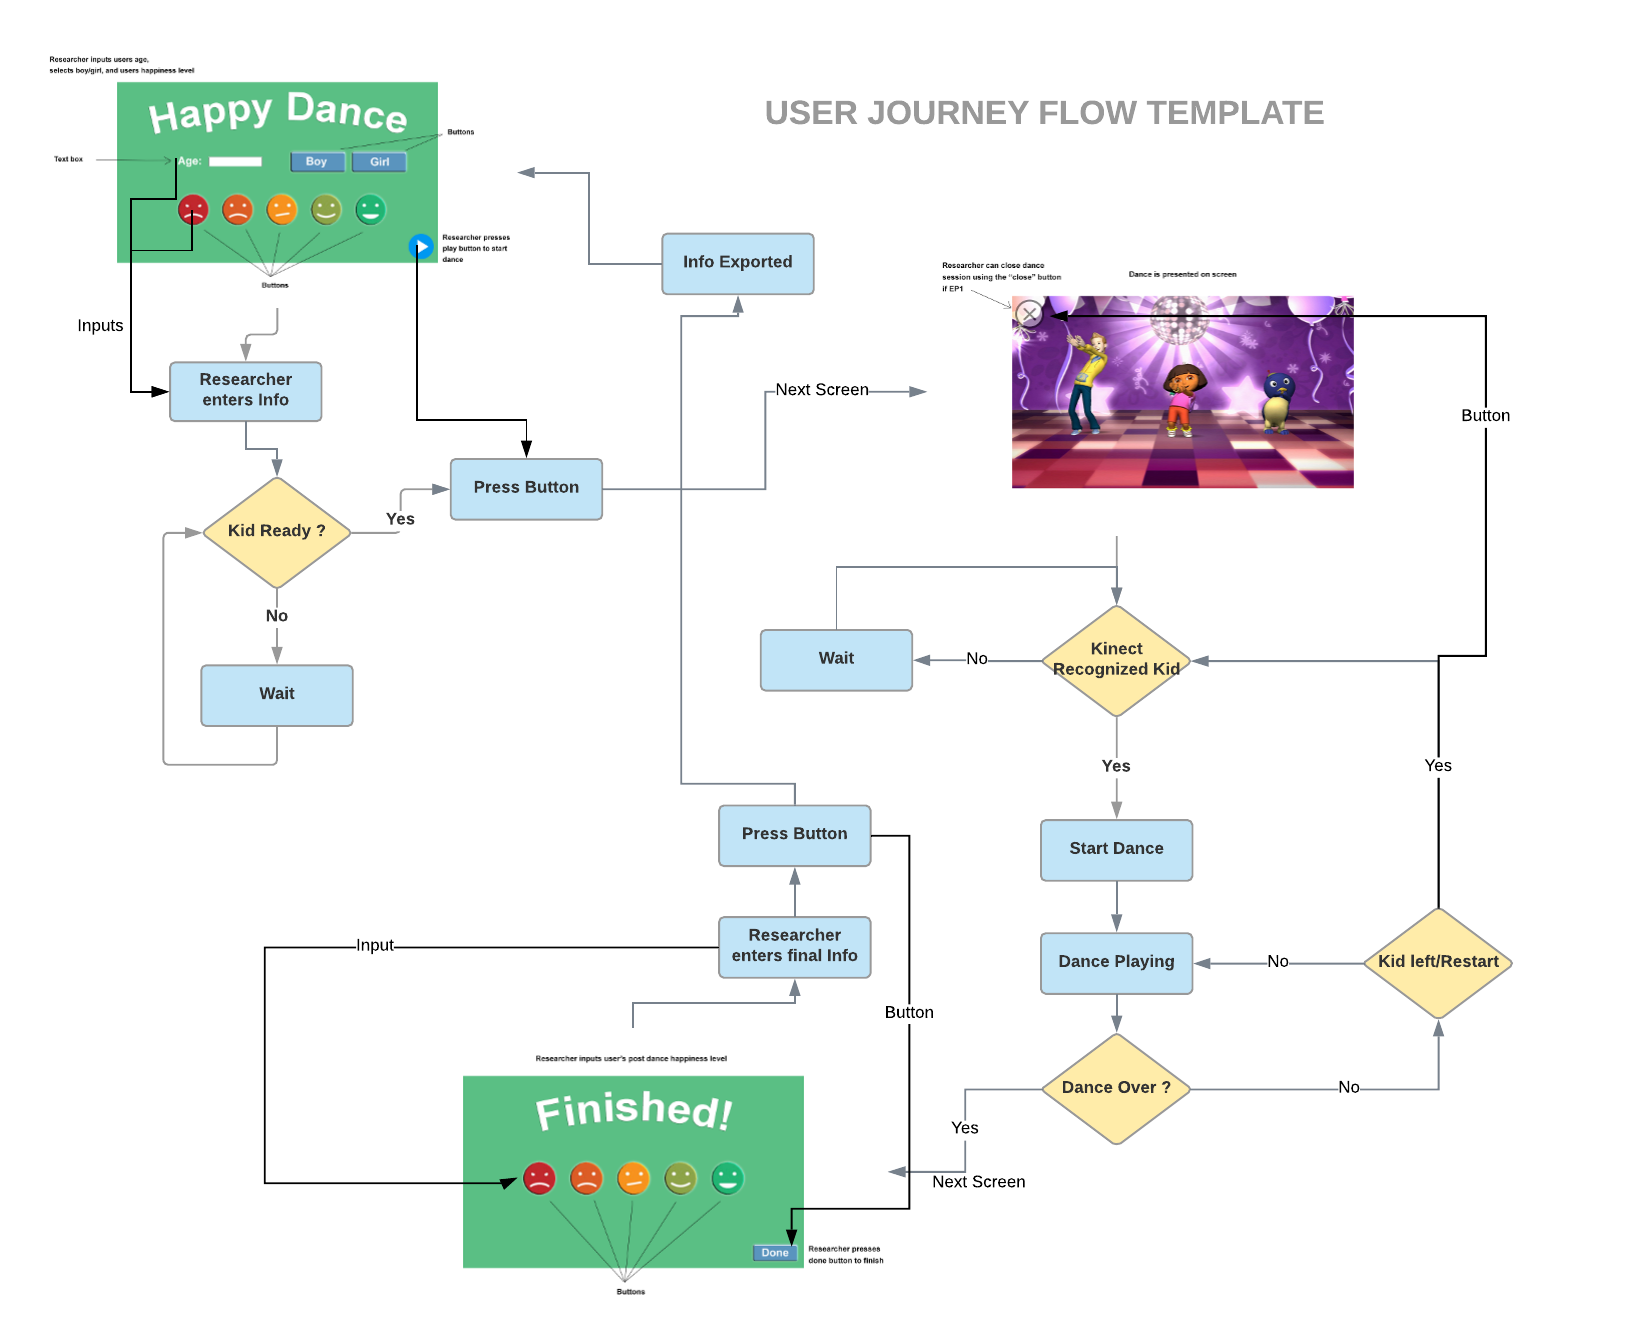 Researcher inputs users age,
selects boy/girl, and users happiness level
Happy Dance
USER JOURNEY FLOW TEMPLATE
Buttons
Text box
Age:
Boy
Girl
Researcher presses
play button to start
dance
Buttons
Info Exported
Researcher can close dance
session using the “close” button
if EP1
Dance is presented on screen
Inputs
Researcher
enters Info
Next Screen
Button
Press Button
Yes
Kid Ready ?
No
Wait
Kinect
Recognized Kid
No
Wait
Yes
Yes
Press Button
Start Dance
Researcher
enters final Info
Input
Dance Playing
No
Kid left/Restart
Button
Dance Over ?
No
Yes
Next Screen
Researcher inputs user's post dance happiness level
Finished!
Done
Researcher presses
done button to finish
Buttons